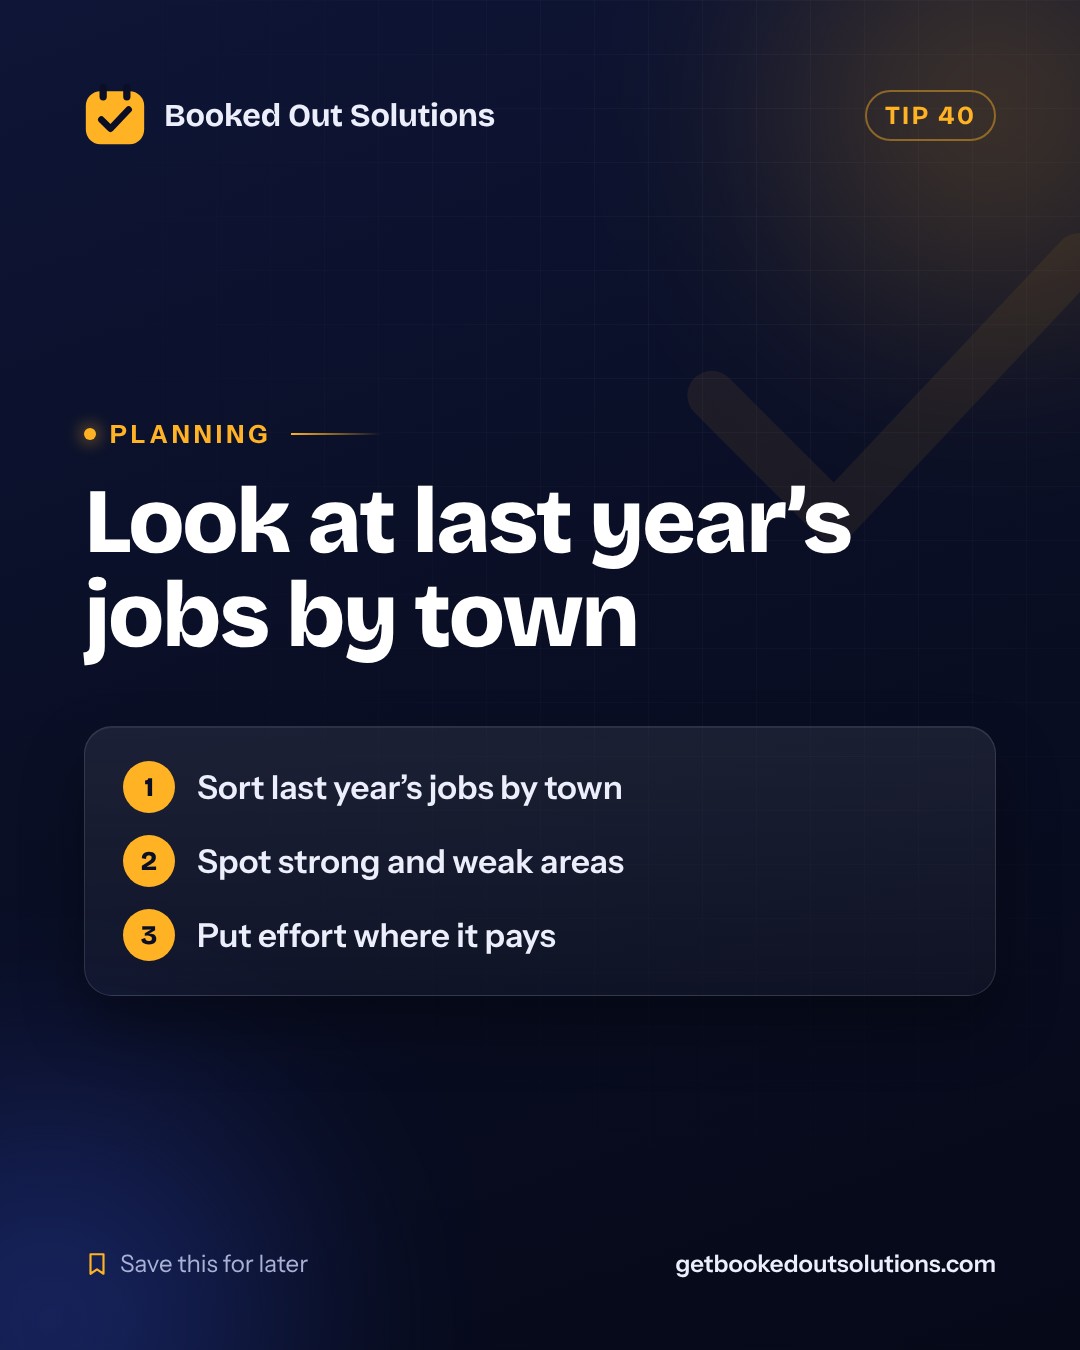 Booked Out Solutions
TIP 40
PLANNING
Look at last year’s
jobs by town
1 Sort last year’s jobs by town
2 Spot strong and weak areas
3 Put effort where it pays
Save this for later
getbookedoutsolutions.com